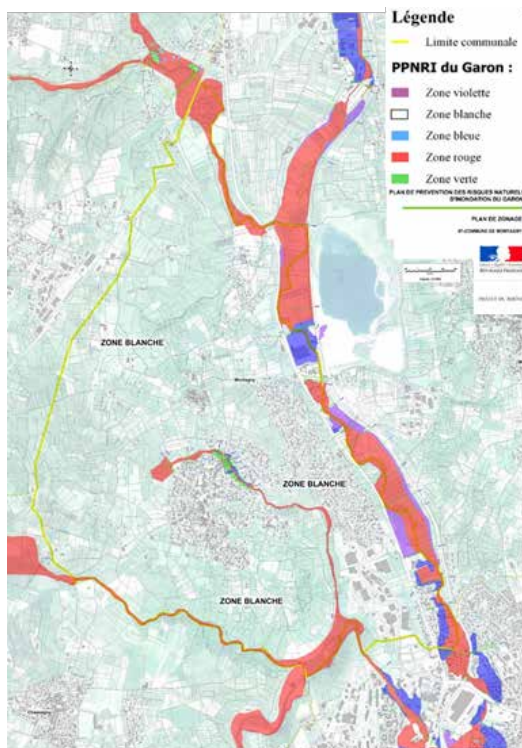 Légende
Limite communale
PPNRI du Garon :
Zone violette
Zone blanche
Zone bleue
Zone rouge
Zone verte
PLAN DE PREVENTION DES RISQUES NATUREL
D'INONDATION DU GARON
PLAN DE ZONAGE
ZONE BLANCHE
Montagny
ZONE BLANCHE
ZONE BLANCHE